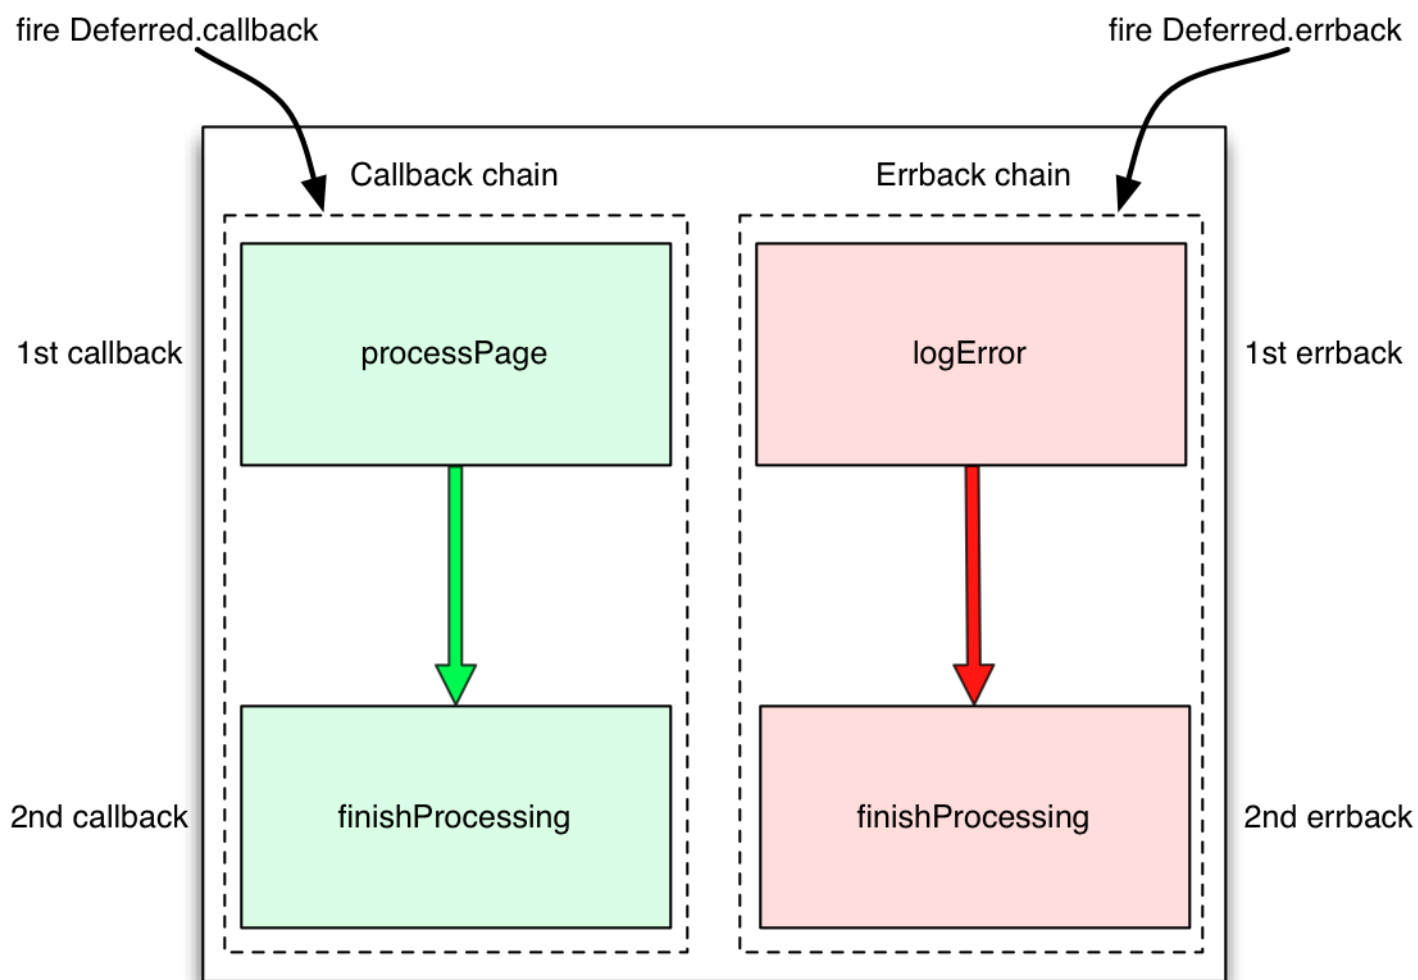 fire Deferred.callback
fire Deferred.errback
Callback chain
Errback chain
1st callback
processPage
logError
1st errback
2nd callback
finishProcessing
finishProcessing
2nd errback